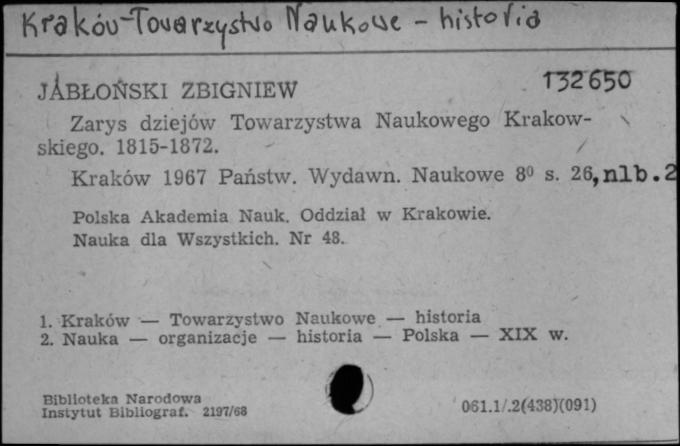 Kraków-Towarzystwo Naukowe - historia
132650
JABŁOŃSKI ZBIGNIEW
Zarys dziejów Towarzystwa Naukowego Krakow-
skiego. 1815-1872.
Kraków 1967 Państw. Wydawn. Naukowe 8⁰ s. 26, nlb. 2
Polska Akademia Nauk. Oddział w Krakowie.
Nauka dla Wszystkich. Nr 48.
1. Kraków — Towarzystwo Naukowe — historia
2. Nauka — organizacje — historia — Polska — XIX w.
Biblioteka Narodowa
Instytut Bibliograf. 2197/68
061.1/.2(438)(091)